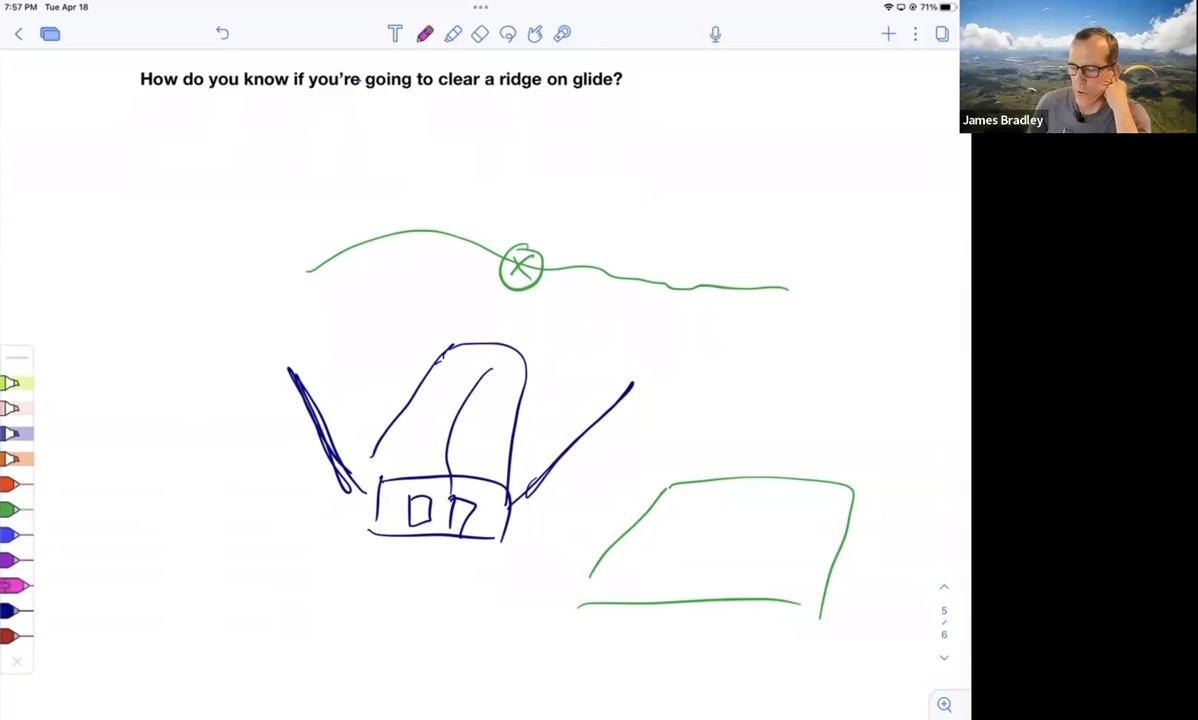 7:57 PM Tue Apr 18
71%
T
How do you know if you’re going to clear a ridge on glide?
James Bradley
X
5
6